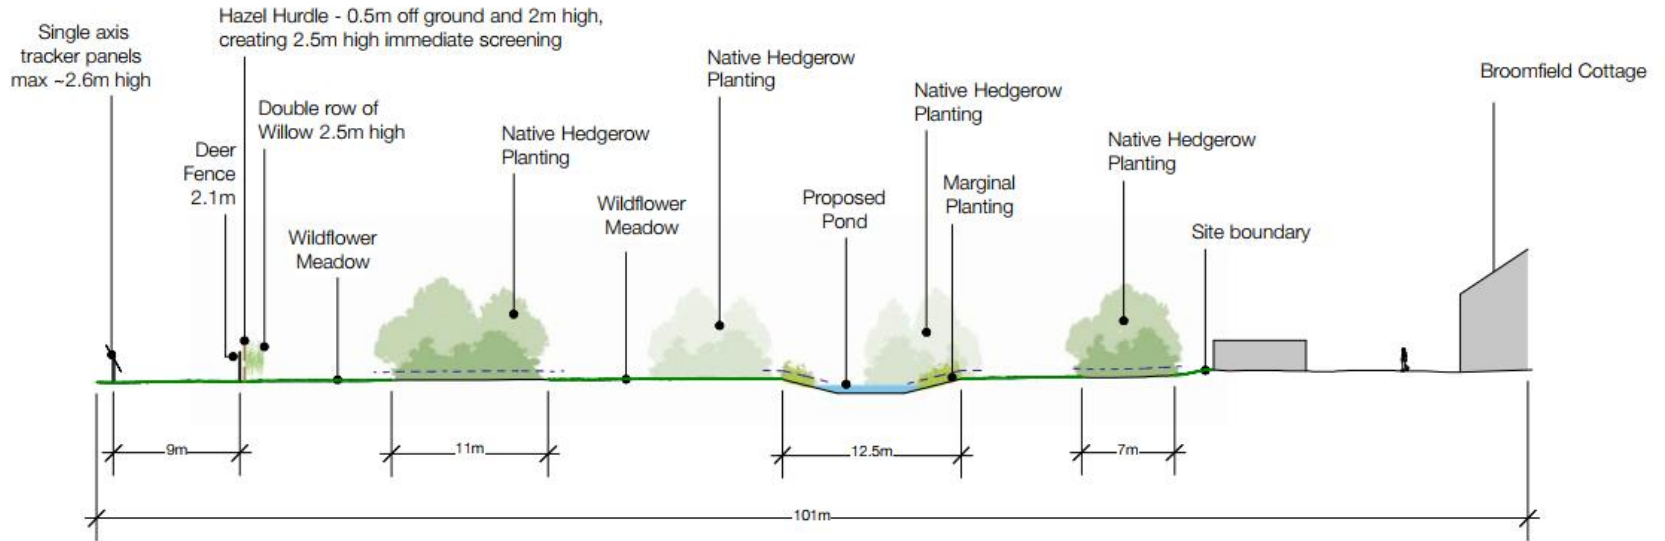 Single axis
tracker panels
max ~2.6m high
Hazel Hurdle - 0.5m off ground and 2m high,
creating 2.5m high immediate screening
Deer
Fence
2.1m
Double row of
Willow 2.5m high
Wildflower
Meadow
Native Hedgerow
Planting
Wildflower
Meadow
Native Hedgerow
Planting
Proposed
Pond
Native Hedgerow
Planting
Marginal
Planting
Native Hedgerow
Planting
Site boundary
Broomfield Cottage
9m
11m
12.5m
7m
101m